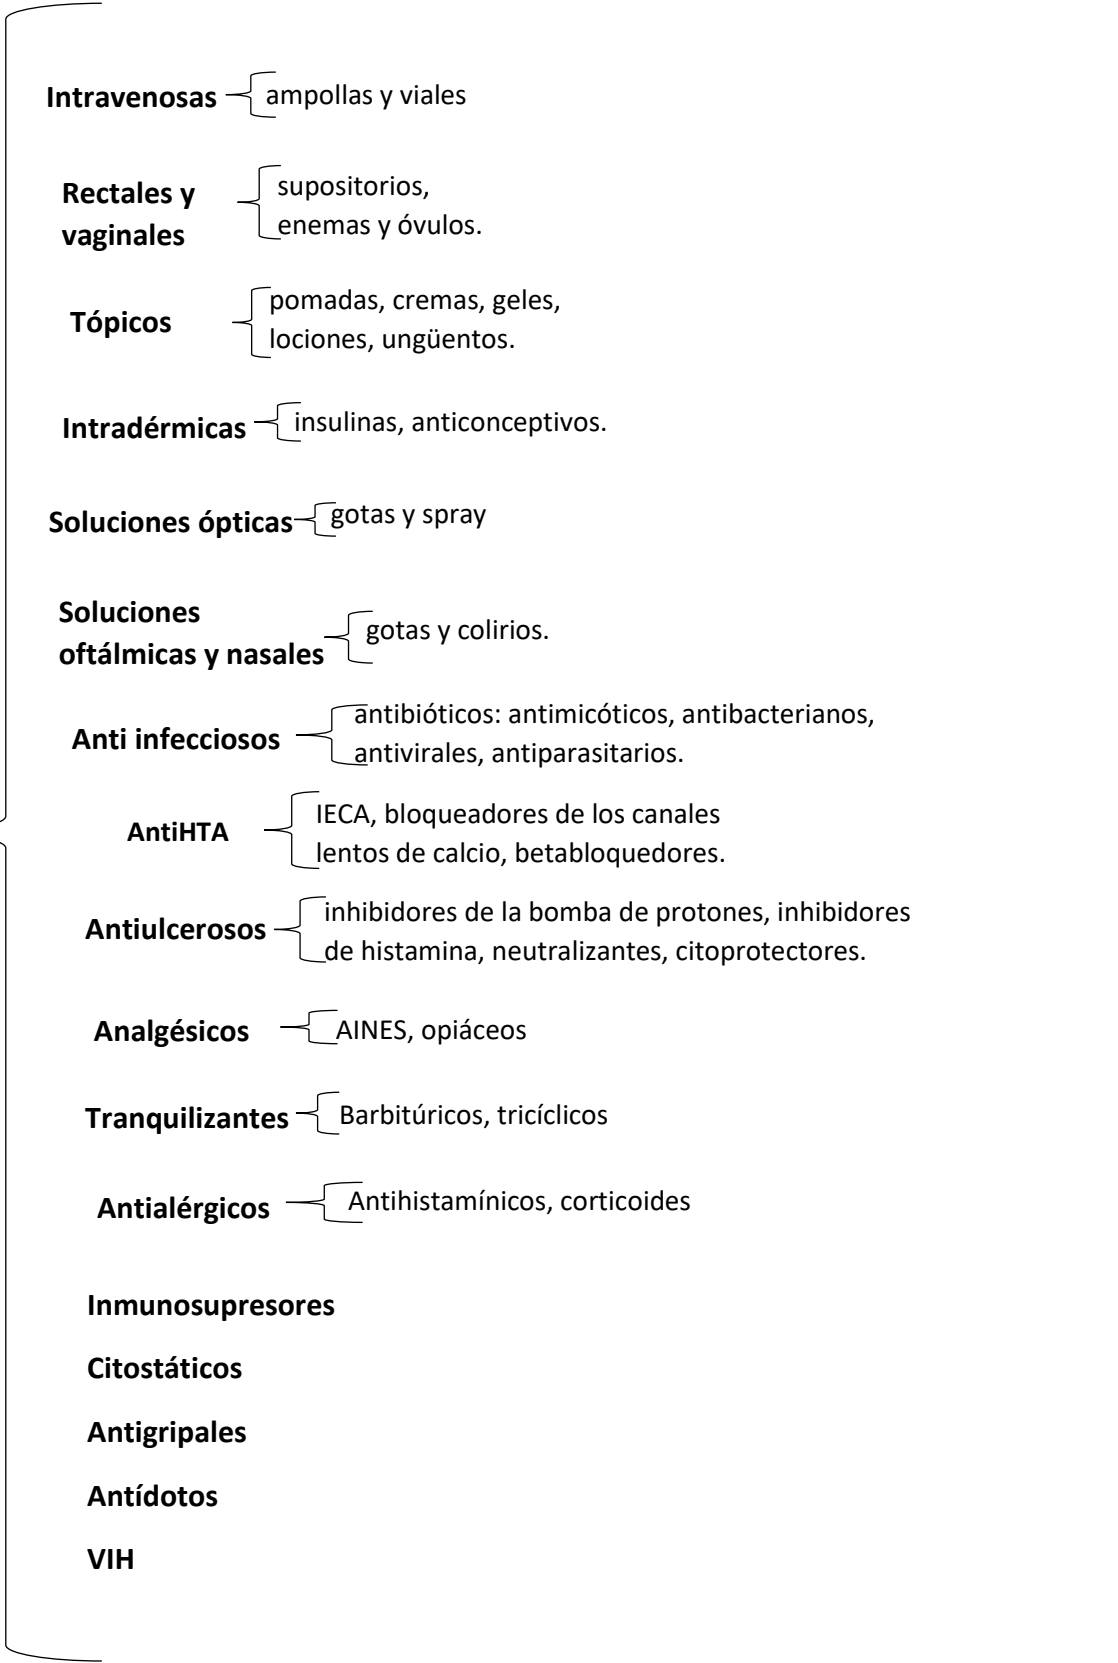 Intravenosas ampollas y viales
Rectales y
vaginales
supositorios,
enemas y óvulos.
Tópicos
pomadas, cremas, geles,
lociones, ungüentos.
Intradérmicas insulinas, anticonceptivos.
Soluciones ópticas gotas y spray
Soluciones
oftálmicas y nasales
gotas y colirios.
Anti infecciosos
antibióticos: antimicóticos, antibacterianos,
antivirales, antiparasitarios.
AntiHTA
IECA, bloqueadores de los canales
lentos de calcio, betabloquedores.
Antiulcerosos
inhibidores de la bomba de protones, inhibidores
de histamina, neutralizantes, citoprotectores.
Analgésicos AINES, opiáceos
Tranquilizantes Barbitúricos, tricíclicos
Antialérgicos Antihistamínicos, corticoides
Inmunosupresores
Citostáticos
Antigripales
Antídotos
VIH